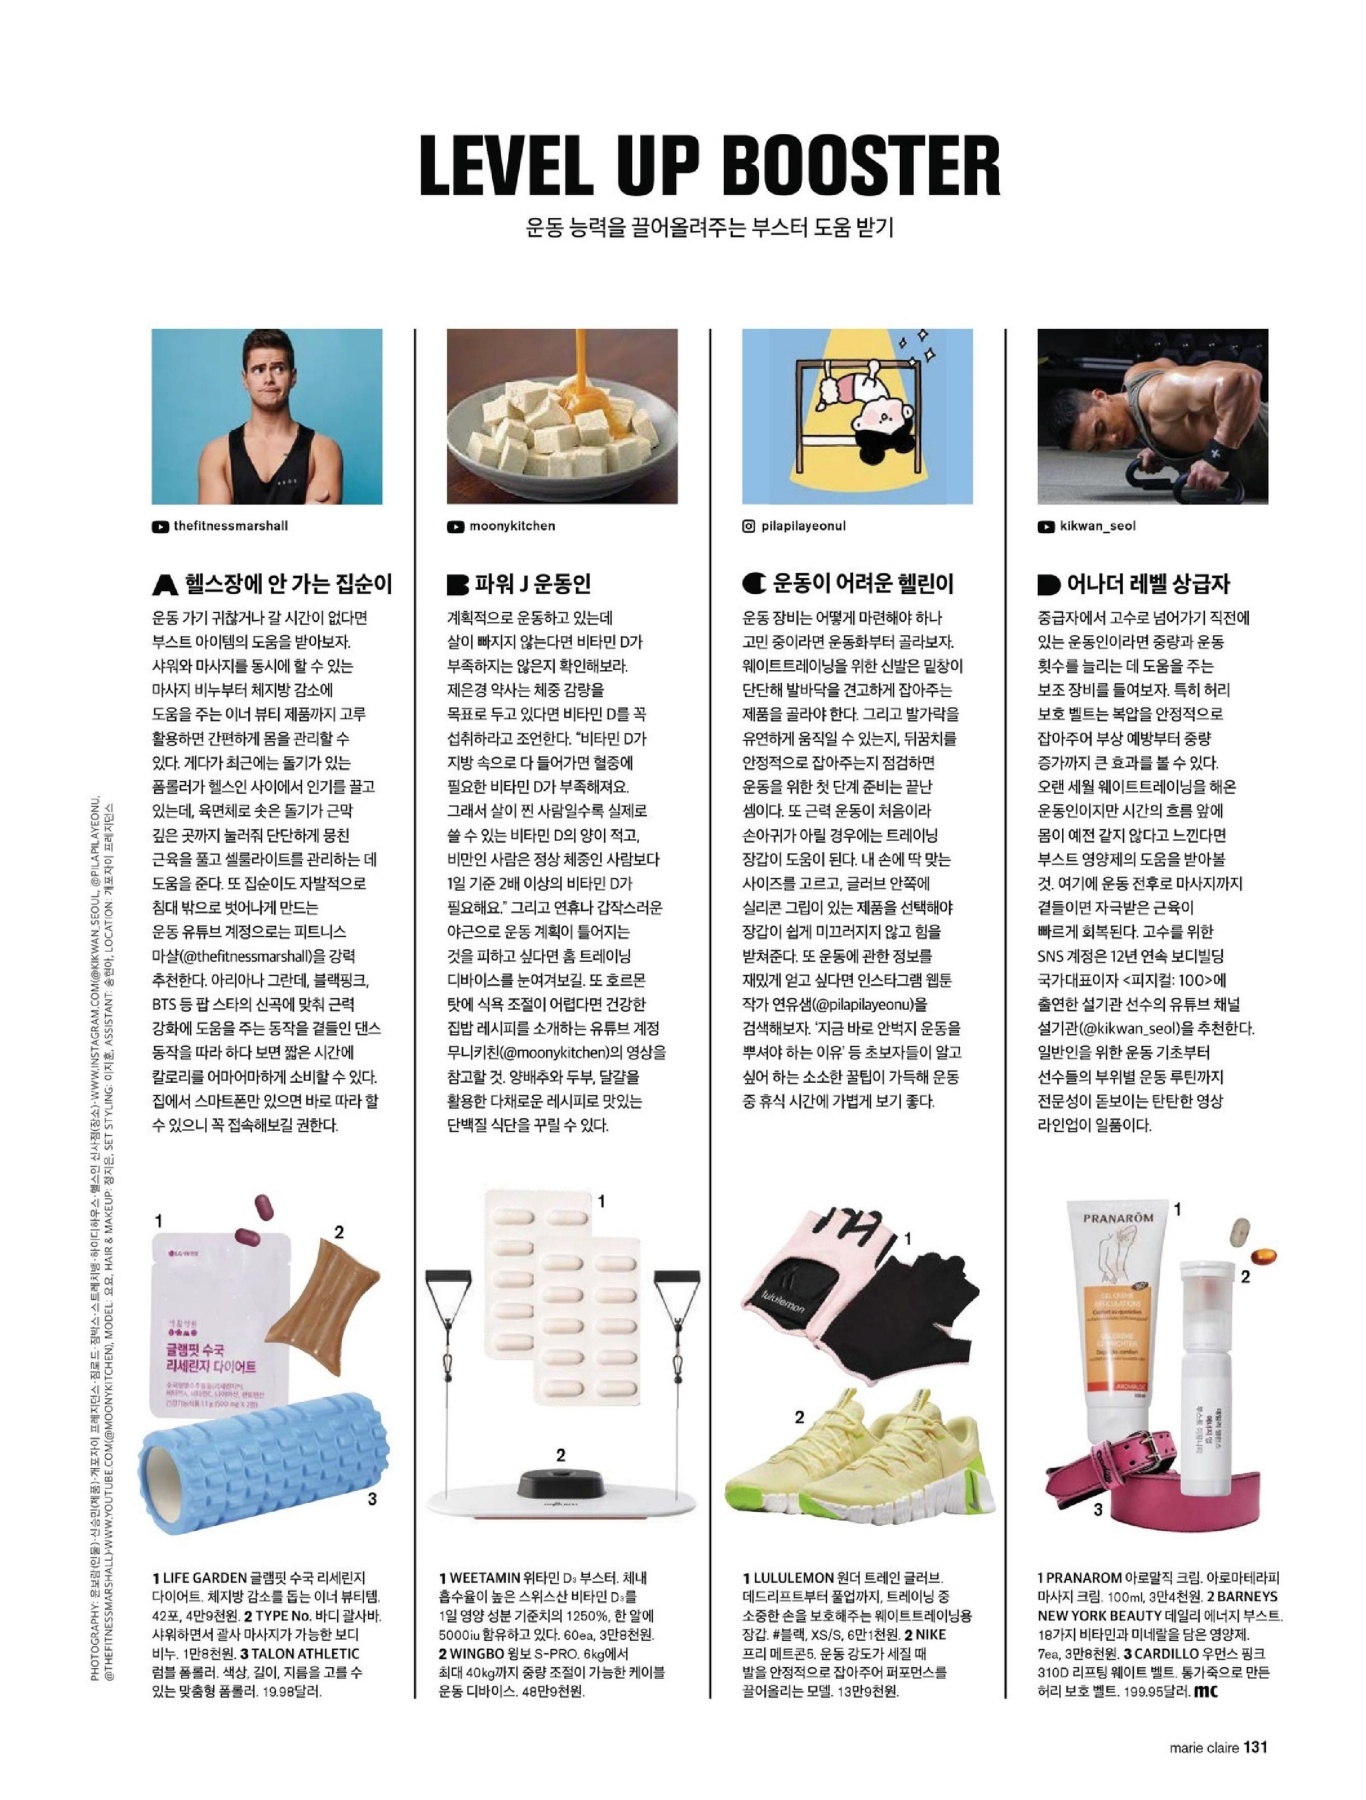 LEVEL UP BOOSTER
운동 능력을 끌어올려주는 부스터 도움 받기
thefitnessmarshall
A 헬스장에 안 가는 집순이
운동 가기 귀찮거나 갈 시간이 없다면
부스트 아이템의 도움을 받아보자.
샤워와 마사지를 동시에 할 수 있는
마사지 비누부터 체지방 감소에
도움을 주는 이너 뷰티 제품까지 고루
활용하면 간편하게 몸을 관리할 수
있다. 게다가 최근에는 돌기가 있는
폼롤러가 헬스인 사이에서 인기를 끌고
있는데, 육면체로 솟은 돌기가 근막
깊은 곳까지 눌러줘 단단하게 뭉친
근육을 풀고 셀룰라이트를 관리하는 데
도움을 준다. 또 집순이도 자발적으로
침대 밖으로 벗어나게 만드는
운동 유튜브 계정으로는 피트니스
마샬(@thefitnessmarshall)을 강력
추천한다. 아리아나 그란데, 블랙핑크,
BTS 등 팝 스타의 신곡에 맞춰 근력
강화에 도움을 주는 동작을 곁들인 댄스
동작을 따라 하다 보면 짧은 시간에
칼로리를 어마어마하게 소비할 수 있다.
집에서 스마트폰만 있으면 바로 따라 할
수 있으니 꼭 접속해보길 권한다.
1
2
글램핏 수국
리세린지 다이어트
3
1 LIFE GARDEN 글램핏 수국 리세린지
다이어트. 체지방 감소를 돕는 이너 뷰티템.
42포, 4만9천원. 2 TYPE No. 바디 괄사바.
샤워하면서 괄사 마사지가 가능한 보디
비누. 1만8천원. 3 TALON ATHLETIC
럼블 폼롤러. 색상, 길이, 지름을 고를 수
있는 맞춤형 폼롤러. 19.98달러.
moonykitchen
B 파워 J 운동인
계획적으로 운동하고 있는데
살이 빠지지 않는다면 비타민 D가
부족하지는 않은지 확인해보라.
제은경 약사는 체중 감량을
목표로 두고 있다면 비타민 D를 꼭
섭취하라고 조언한다. “비타민 D가
지방 속으로 다 들어가면 혈중에
필요한 비타민 D가 부족해져요.
그래서 살이 찐 사람일수록 실제로
쓸 수 있는 비타민 D의 양이 적고,
비만인 사람은 정상 체중인 사람보다
1일 기준 2배 이상의 비타민 D가
필요해요.” 그리고 연휴나 갑작스러운
야근으로 운동 계획이 틀어지는
것을 피하고 싶다면 홈 트레이닝
디바이스를 눈여겨보길. 또 호르몬
탓에 식욕 조절이 어렵다면 건강한
집밥 레시피를 소개하는 유튜브 계정
무니키친(@moonykitchen)의 영상을
참고할 것. 양배추와 두부, 달걀을
활용한 다채로운 레시피로 맛있는
단백질 식단을 꾸릴 수 있다.
1
2
1 WEETAMIN 위타민 D₃ 부스터. 체내
흡수율이 높은 스위스산 비타민 D₃를
1일 영양 성분 기준치의 1250%, 한 알에
5000iu 함유하고 있다. 60ea, 3만8천원.
2 WINGBO 윙보 S-PRO. 6kg에서
최대 40kg까지 중량 조절이 가능한 케이블
운동 디바이스. 48만9천원.
pilapilayeonul
C 운동이 어려운 헬린이
운동 장비는 어떻게 마련해야 하나
고민 중이라면 운동화부터 골라보자.
웨이트트레이닝을 위한 신발은 밑창이
단단해 발바닥을 견고하게 잡아주는
제품을 골라야 한다. 그리고 발가락을
유연하게 움직일 수 있는지, 뒤꿈치를
안정적으로 잡아주는지 점검하면
운동을 위한 첫 단계 준비는 끝난
셈이다. 또 근력 운동이 처음이라
손아귀가 아릴 경우에는 트레이닝
장갑이 도움이 된다. 내 손에 딱 맞는
사이즈를 고르고, 글러브 안쪽에
실리콘 그립이 있는 제품을 선택해야
장갑이 쉽게 미끄러지지 않고 힘을
받쳐준다. 또 운동에 관한 정보를
재밌게 얻고 싶다면 인스타그램 웹툰
작가 연유샘(@pilapilayeonu)을
검색해보자. ‘지금 바로 안벅지 운동을
뿌셔야 하는 이유’ 등 초보자들이 알고
싶어 하는 소소한 꿀팁이 가득해 운동
중 휴식 시간에 가볍게 보기 좋다.
1
lululemon
2
1 LULULEMON 원더 트레인 글러브.
데드리프트부터 풀업까지, 트레이닝 중
소중한 손을 보호해주는 웨이트트레이닝용
장갑. #블랙, XS/S, 6만1천원. 2 NIKE
프리 메트콘5. 운동 강도가 세질 때
발을 안정적으로 잡아주어 퍼포먼스를
끌어올리는 모델. 13만9천원.
kikwan_seol
D 어나더 레벨 상급자
중급자에서 고수로 넘어가기 직전에
있는 운동인이라면 중량과 운동
횟수를 늘리는 데 도움을 주는
보조 장비를 들여보자. 특히 허리
보호 벨트는 복압을 안정적으로
잡아주어 부상 예방부터 중량
증가까지 큰 효과를 볼 수 있다.
오랜 세월 웨이트트레이닝을 해온
운동인이지만 시간의 흐름 앞에
몸이 예전 같지 않다고 느낀다면
부스트 영양제의 도움을 받아볼
것. 여기에 운동 전후로 마사지까지
곁들이면 자극받은 근육이
빠르게 회복된다. 고수를 위한
SNS 계정은 12년 연속 보디빌딩
국가대표이자 <피지컬: 100>에
출연한 설기관 선수의 유튜브 채널
설기관(@kikwan_seol)을 추천한다.
일반인을 위한 운동 기초부터
선수들의 부위별 운동 루틴까지
전문성이 돋보이는 탄탄한 영상
라인업이 일품이다.
1
PRANARŌM
2
3
1 PRANAROM 아로말직 크림. 아로마테라피
마사지 크림. 100ml, 3만4천원. 2 BARNEYS
NEW YORK BEAUTY 데일리 에너지 부스트.
18가지 비타민과 미네랄을 담은 영양제.
7ea, 3만8천원. 3 CARDILLO 우먼스 핑크
310D 리프팅 웨이트 벨트. 통가죽으로 만든
허리 보호 벨트. 199.95달러. mc
PHOTOGRAPHY: 윤보람(인물)·신승민(제품)·개포자이 프레지던스·짐로드·짐박스·스트레치빙·하이디하우스·헬스인 신사점(장소)·WWW.INSTAGRAM.COM(@KIKWAN_SEOUL, @PILAPILAYEONU,
@THEFITNESSMARSHALL)·WWW.YOUTUBE.COM(@MOONYKITCHEN), MODEL: 요요, HAIR & MAKEUP: 장지은, SET STYLING: 이지훈, ASSISTANT: 송현아, LOCATION: 개포자이 프레지던스
marie claire 131